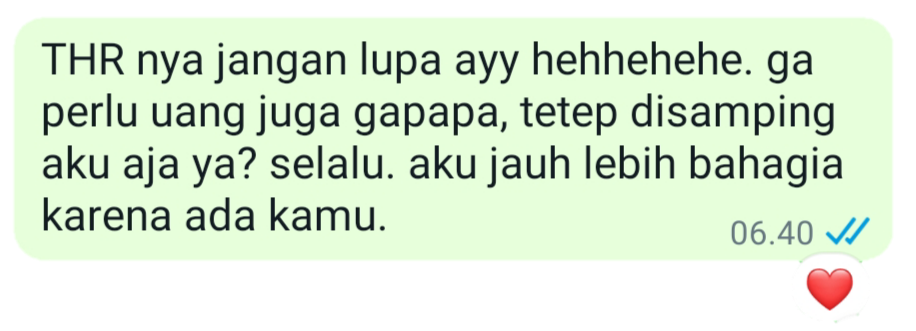 THR nya jangan lupa ayy hehhehehe. ga
perlu uang juga gapapa, tetep disamping
aku aja ya? selalu. aku jauh lebih bahagia
karena ada kamu.
06.40